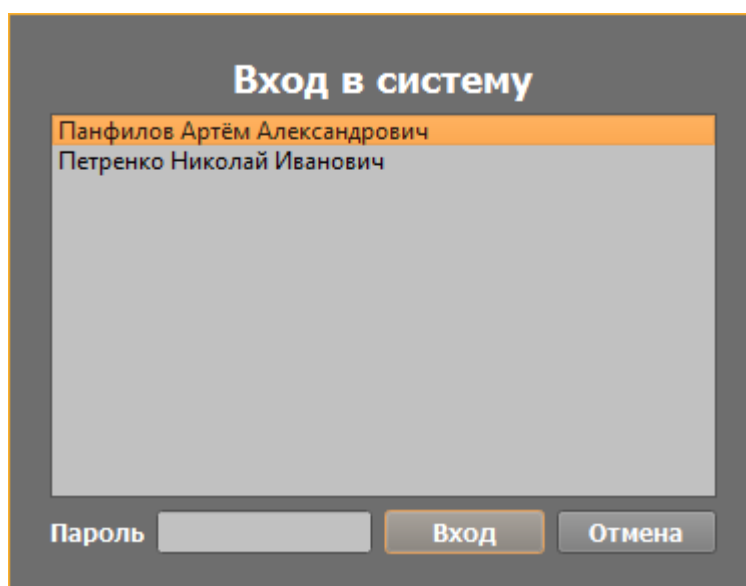 Вход в систему
Панфилов Артём Александрович
Петренко Николай Иванович
Пароль Вход Отмена